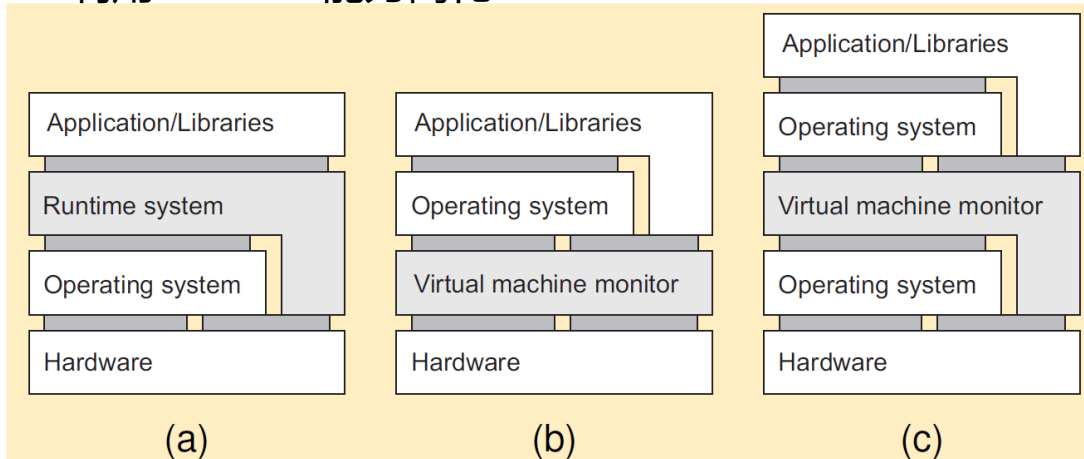 Application/Libraries
Runtime system
Operating system
Hardware
(a)
Application/Libraries
Operating system
Virtual machine monitor
Hardware
(b)
Application/Libraries
Operating system
Virtual machine monitor
Operating system
Hardware
(c)